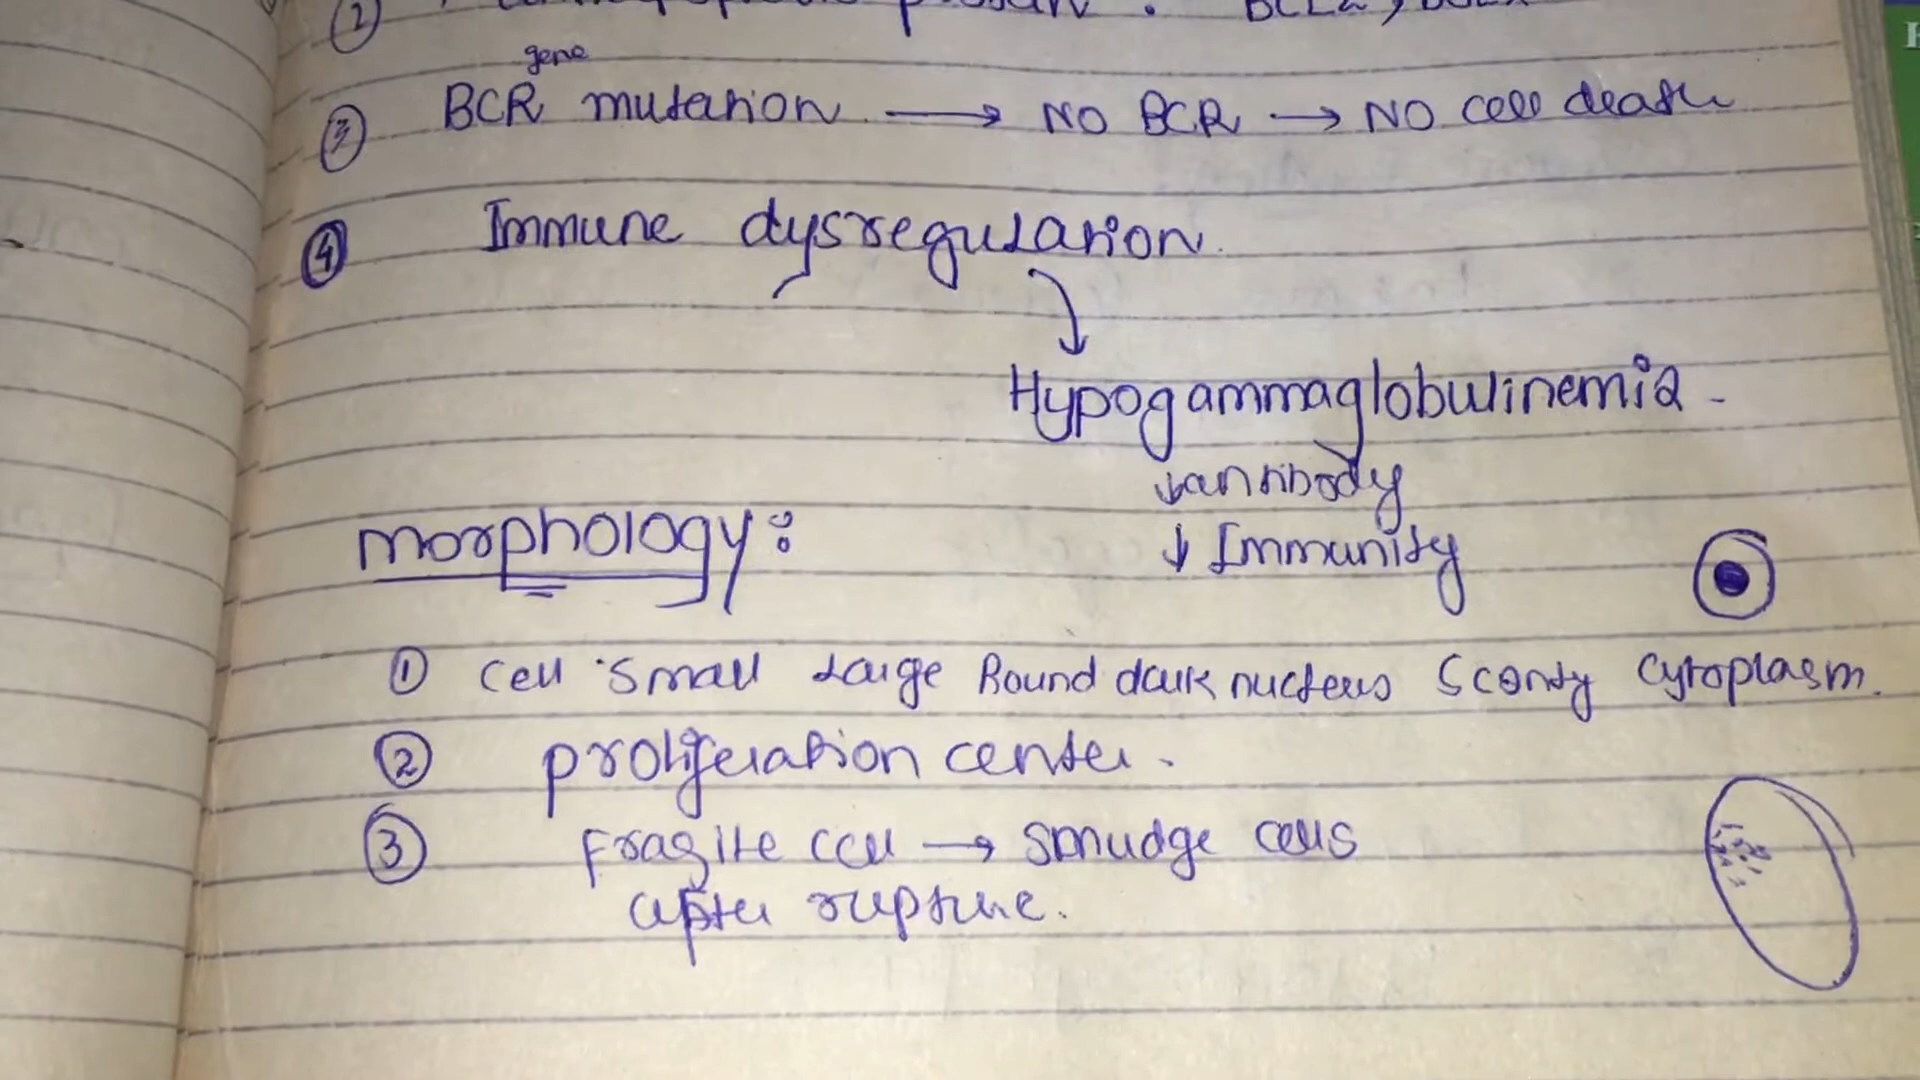 ②
gene
③ BCR mutation → NO BCR → NO cell death
④ Immune dysregulation.
Hypogammaglobulinemia -
↓ antibody
morphology:
↓ Immunity
① cell small Large Round dark nucleus Scanty cytoplasm.
② proliferation center.
③ Fragile cell → smudge cells
after rupture.